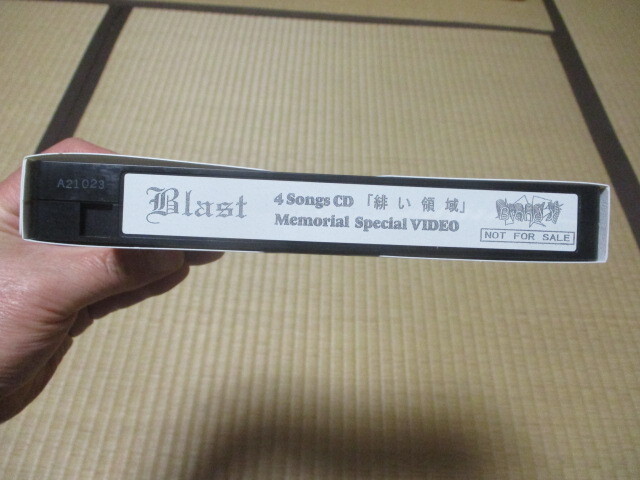 A21023
Blast
4 Songs CD「緋い領域」
Memorial Special VIDEO
NOT FOR SALE